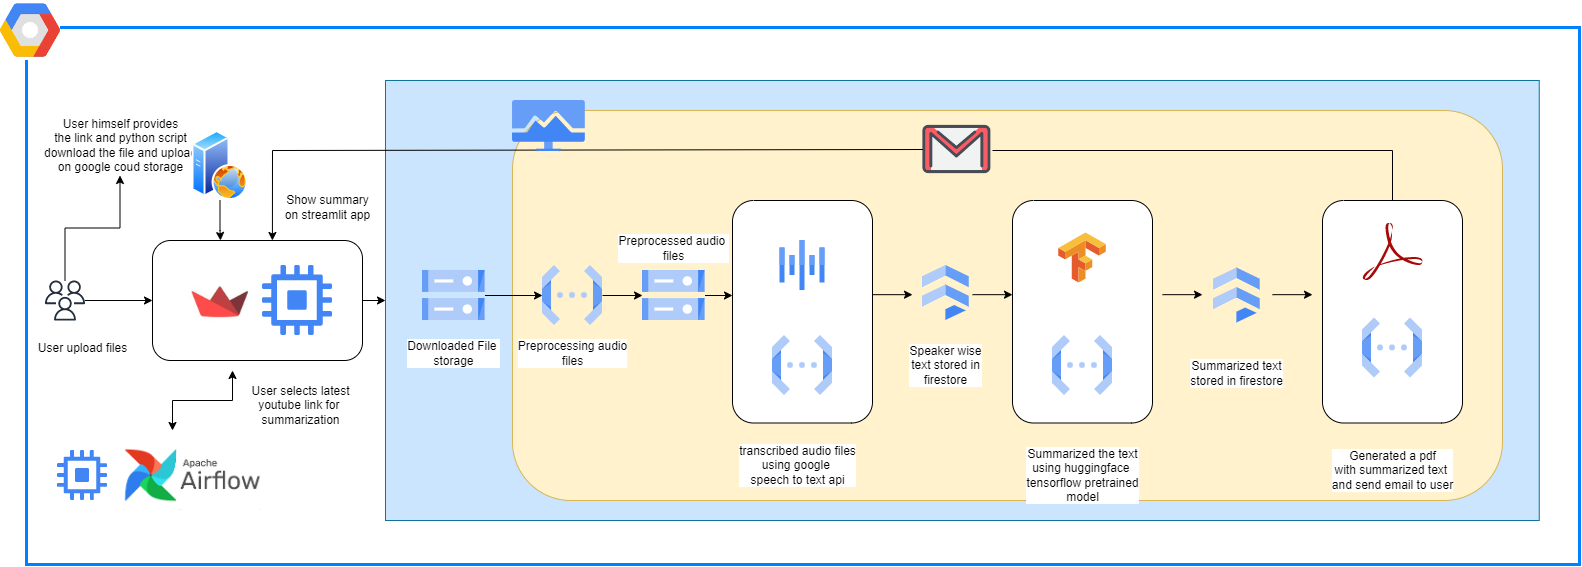 User himself provides
the link and python script
download the file and upload
on google coud storage
Show summary
on streamlit app
User upload files
User selects latest
youtube link for
summarization
Apache
Airflow
Downloaded File
storage
Preprocessing audio
files
Preprocessed audio
files
transcribed audio files
using google
speech to text api
Speaker wise
text stored in
firestore
Summarized the text
using huggingface
tensorflow pretrained
model
Summarized text
stored in firestore
Generated a pdf
with summarized text
and send email to user